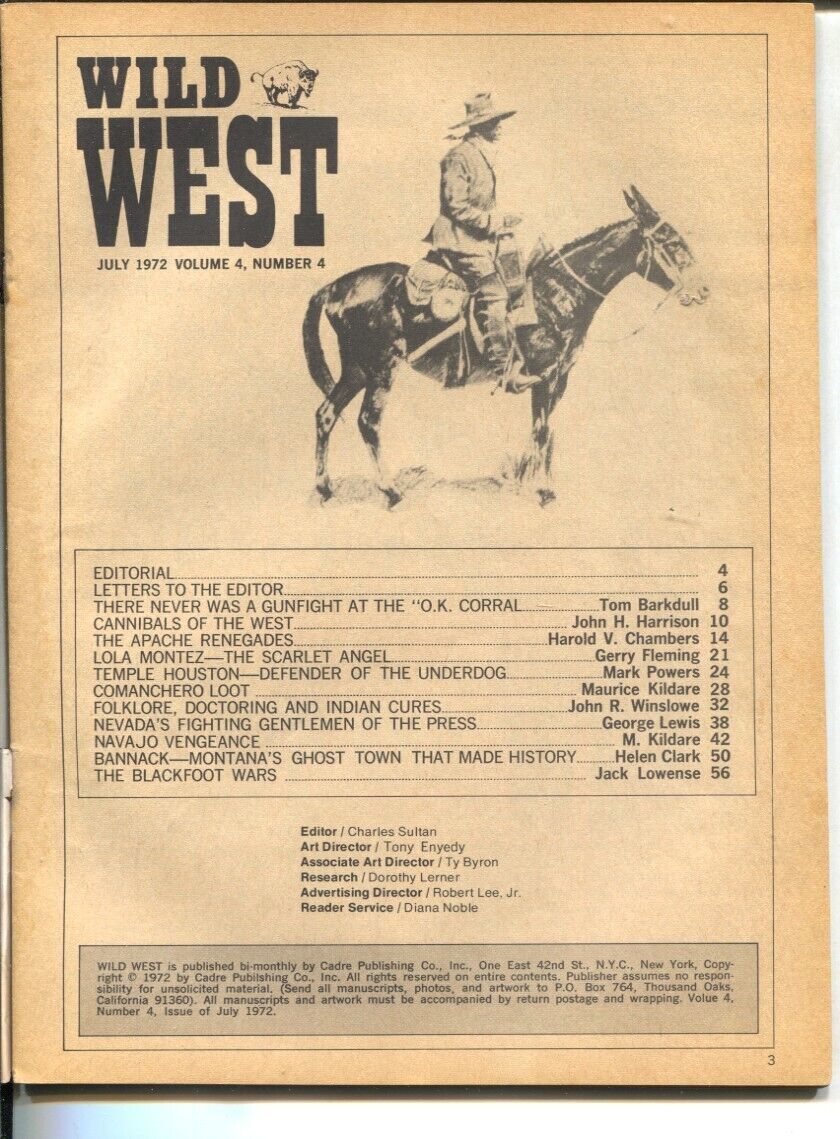 WILD
WEST
JULY 1972 VOLUME 4, NUMBER 4
EDITORIAL 4
LETTERS TO THE EDITOR 6
THERE NEVER WAS A GUNFIGHT AT THE "O.K. CORRAL Tom Barkdull 8
CANNIBALS OF THE WEST John H. Harrison 10
THE APACHE RENEGADES Harold V. Chambers 14
LOLA MONTEZ—THE SCARLET ANGEL Gerry Fleming 21
TEMPLE HOUSTON—DEFENDER OF THE UNDERDOG Mark Powers 24
COMANCHERO LOOT Maurice Kildare 28
FOLKLORE, DOCTORING AND INDIAN CURES John R. Winslowe 32
NEVADA'S FIGHTING GENTLEMEN OF THE PRESS George Lewis 38
NAVAJO VENGEANCE M. Kildare 42
BANNACK—MONTANA'S GHOST TOWN THAT MADE HISTORY Helen Clark 50
THE BLACKFOOT WARS Jack Lowense 56
Editor / Charles Sultan
Art Director / Tony Enyedy
Associate Art Director / Ty Byron
Research / Dorothy Lerner
Advertising Director / Robert Lee, Jr.
Reader Service / Diana Noble
WILD WEST is published bi-monthly by Cadre Publishing Co., Inc., One East 42nd St., N.Y.C., New York, Copy-
right © 1972 by Cadre Pubilshing Co., Inc. All rights reserved on entire contents. Publisher assumes no respon-
sibility for unsolicited material. (Send all manuscripts, photos, and artwork to P.O. Box 764, Thousand Oaks,
California 91360). All manuscripts and artwork must be accompanied by return postage and wrapping. Volue 4,
Number 4, Issue of July 1972.
3